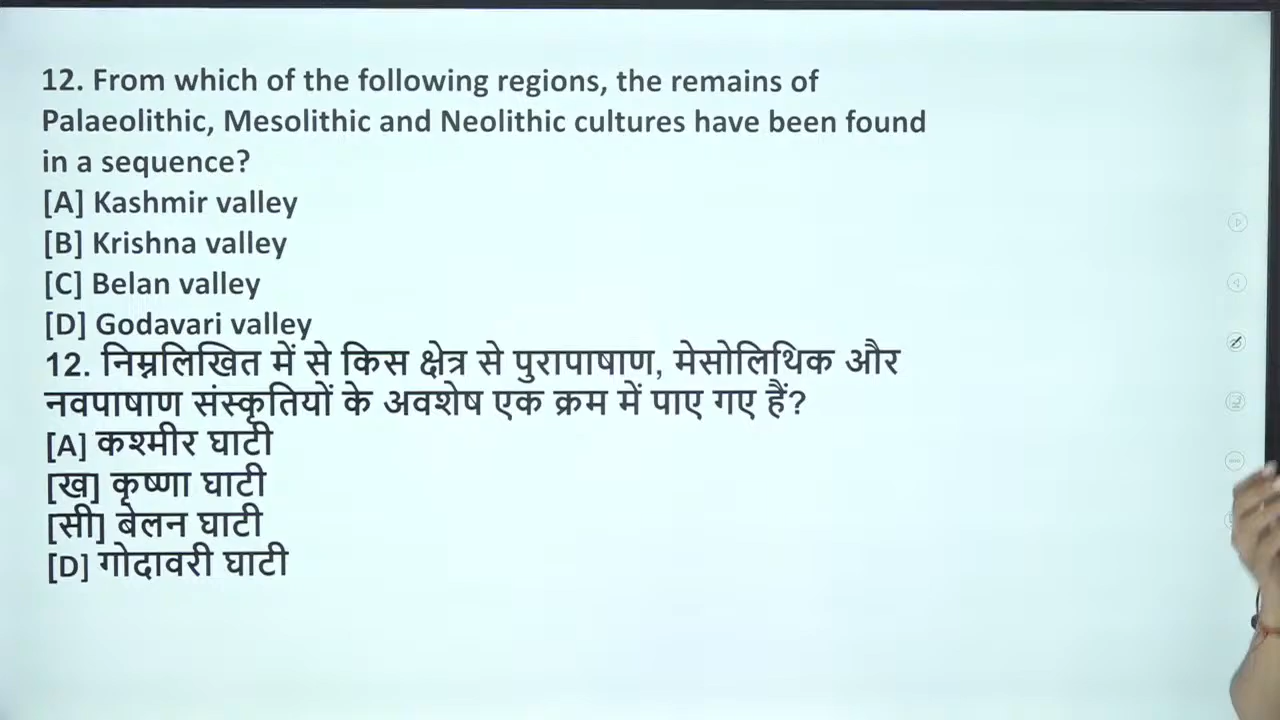 12. From which of the following regions, the remains of
Palaeolithic, Mesolithic and Neolithic cultures have been found
in a sequence?
[A] Kashmir valley
[B] Krishna valley
[C] Belan valley
[D] Godavari valley
12. निम्नलिखित में से किस क्षेत्र से पुरापाषाण, मेसोलिथिक और
नवपाषाण संस्कृतियों के अवशेष एक क्रम में पाए गए हैं?
[A] कश्मीर घाटी
[ख] कृष्णा घाटी
[सी] बेलन घाटी
[D] गोदावरी घाटी